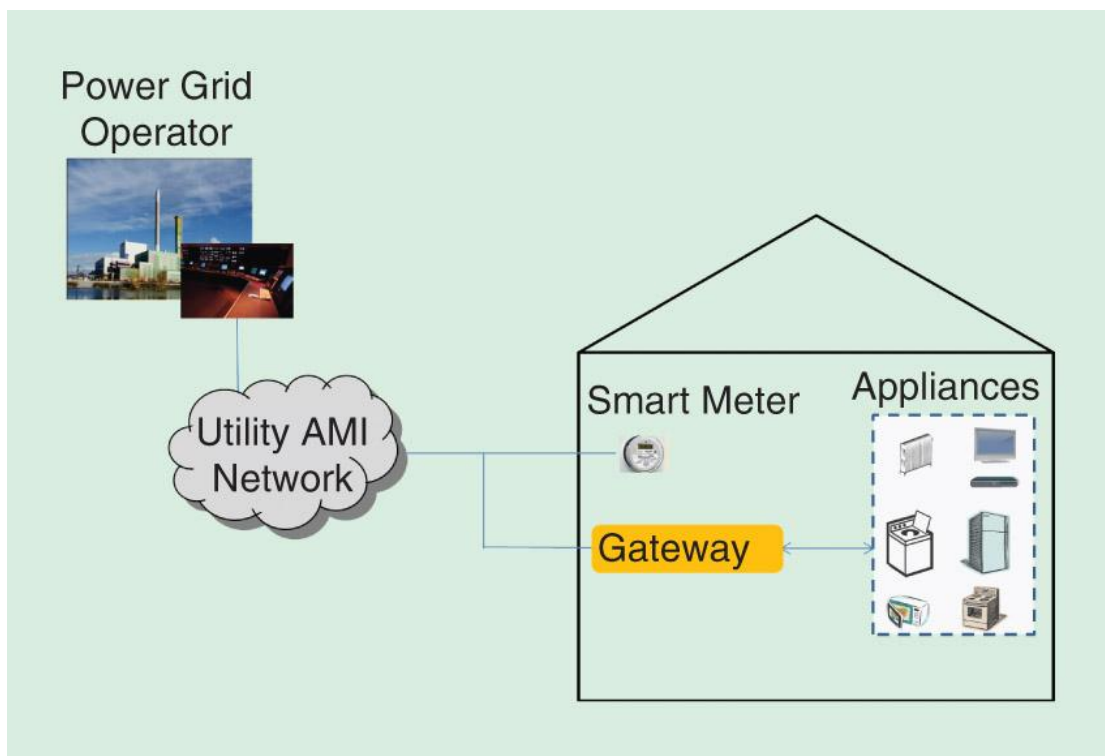 Power Grid
Operator
Utility AMI
Network
Smart Meter
Appliances
Gateway